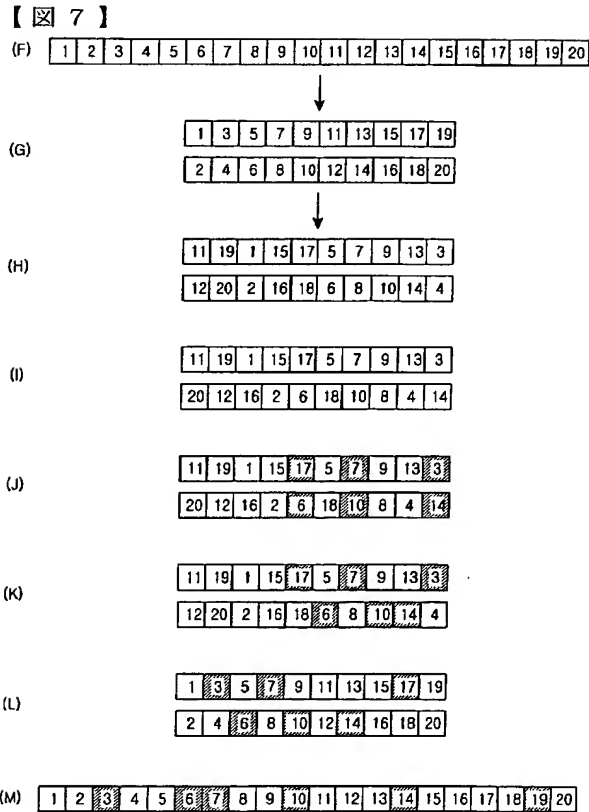 【図７】
(F) 1 2 3 4 5 6 7 8 9 10 11 12 13 14 15 16 17 18 19 20
(G)
1 3 5 7 9 11 13 15 17 19
2 4 6 8 10 12 14 16 18 20
(H)
11 19 1 15 17 5 7 9 13 3
12 20 2 16 18 6 8 10 14 4
(I)
11 19 1 15 17 5 7 9 13 3
20 12 16 2 6 18 10 8 4 14
(J)
11 19 1 15 17 5 7 9 13 3
20 12 16 2 6 18 10 8 4 14
(K)
11 19 1 15 17 5 7 9 13 3
12 20 2 16 18 6 8 10 14 4
(L)
1 3 5 7 9 11 13 15 17 19
2 4 6 8 10 12 14 16 18 20
(M) 1 2 3 4 5 6 7 8 9 10 11 12 13 14 15 16 17 18 19 20